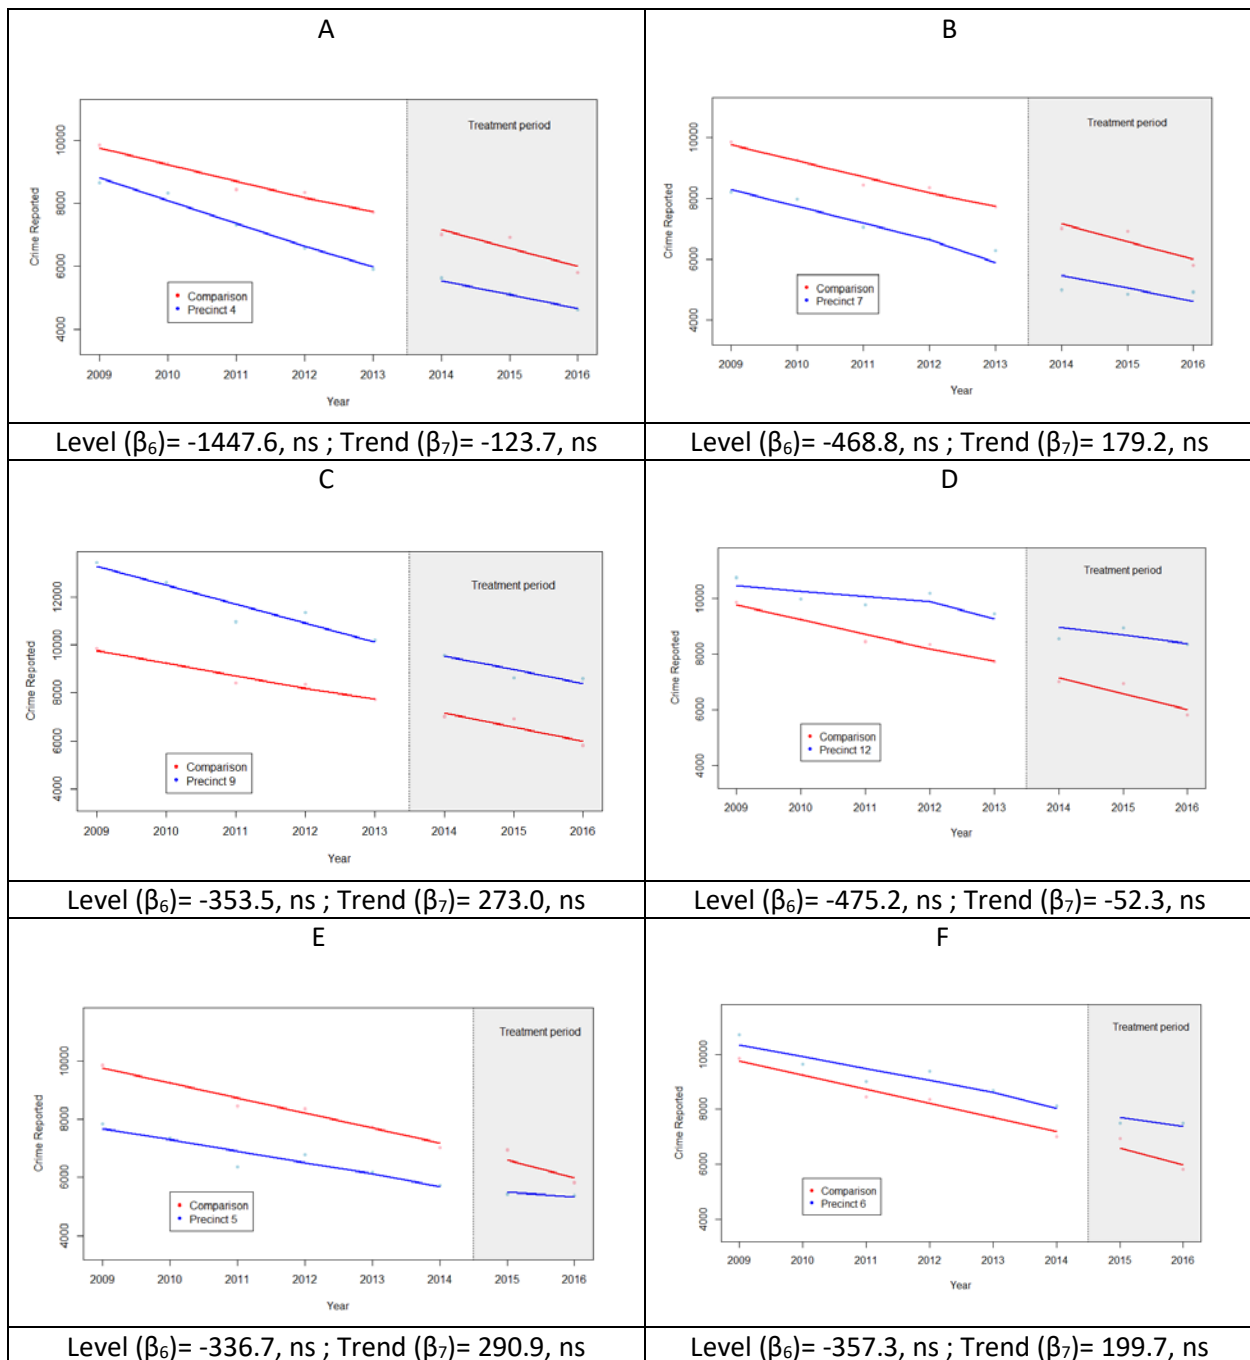 A
B
10000
8000
6000
4000
Crime Reported
Treatment period
Comparison
Precinct 4
2009 2010 2011 2012 2013 2014 2015 2016
Year
10000
8000
6000
4000
Crime Reported
Treatment period
Comparison
Precinct 7
2009 2010 2011 2012 2013 2014 2015 2016
Year
Level (β₆)= -1447.6, ns ; Trend (β₇)= -123.7, ns
Level (β₆)= -468.8, ns ; Trend (β₇)= 179.2, ns
C
D
12000
10000
8000
6000
4000
Crime Reported
Treatment period
Comparison
Precinct 9
2009 2010 2011 2012 2013 2014 2015 2016
Year
10000
8000
6000
4000
Crime Reported
Treatment period
Comparison
Precinct 12
2009 2010 2011 2012 2013 2014 2015 2016
Year
Level (β₆)= -353.5, ns ; Trend (β₇)= 273.0, ns
Level (β₆)= -475.2, ns ; Trend (β₇)= -52.3, ns
E
F
10000
8000
6000
4000
Crime Reported
Treatment period
Comparison
Precinct 5
2009 2010 2011 2012 2013 2014 2015 2016
Year
10000
8000
6000
4000
Crime Reported
Treatment period
Comparison
Precinct 6
2009 2010 2011 2012 2013 2014 2015 2016
Year
Level (β₆)= -336.7, ns ; Trend (β₇)= 290.9, ns
Level (β₆)= -357.3, ns ; Trend (β₇)= 199.7, ns